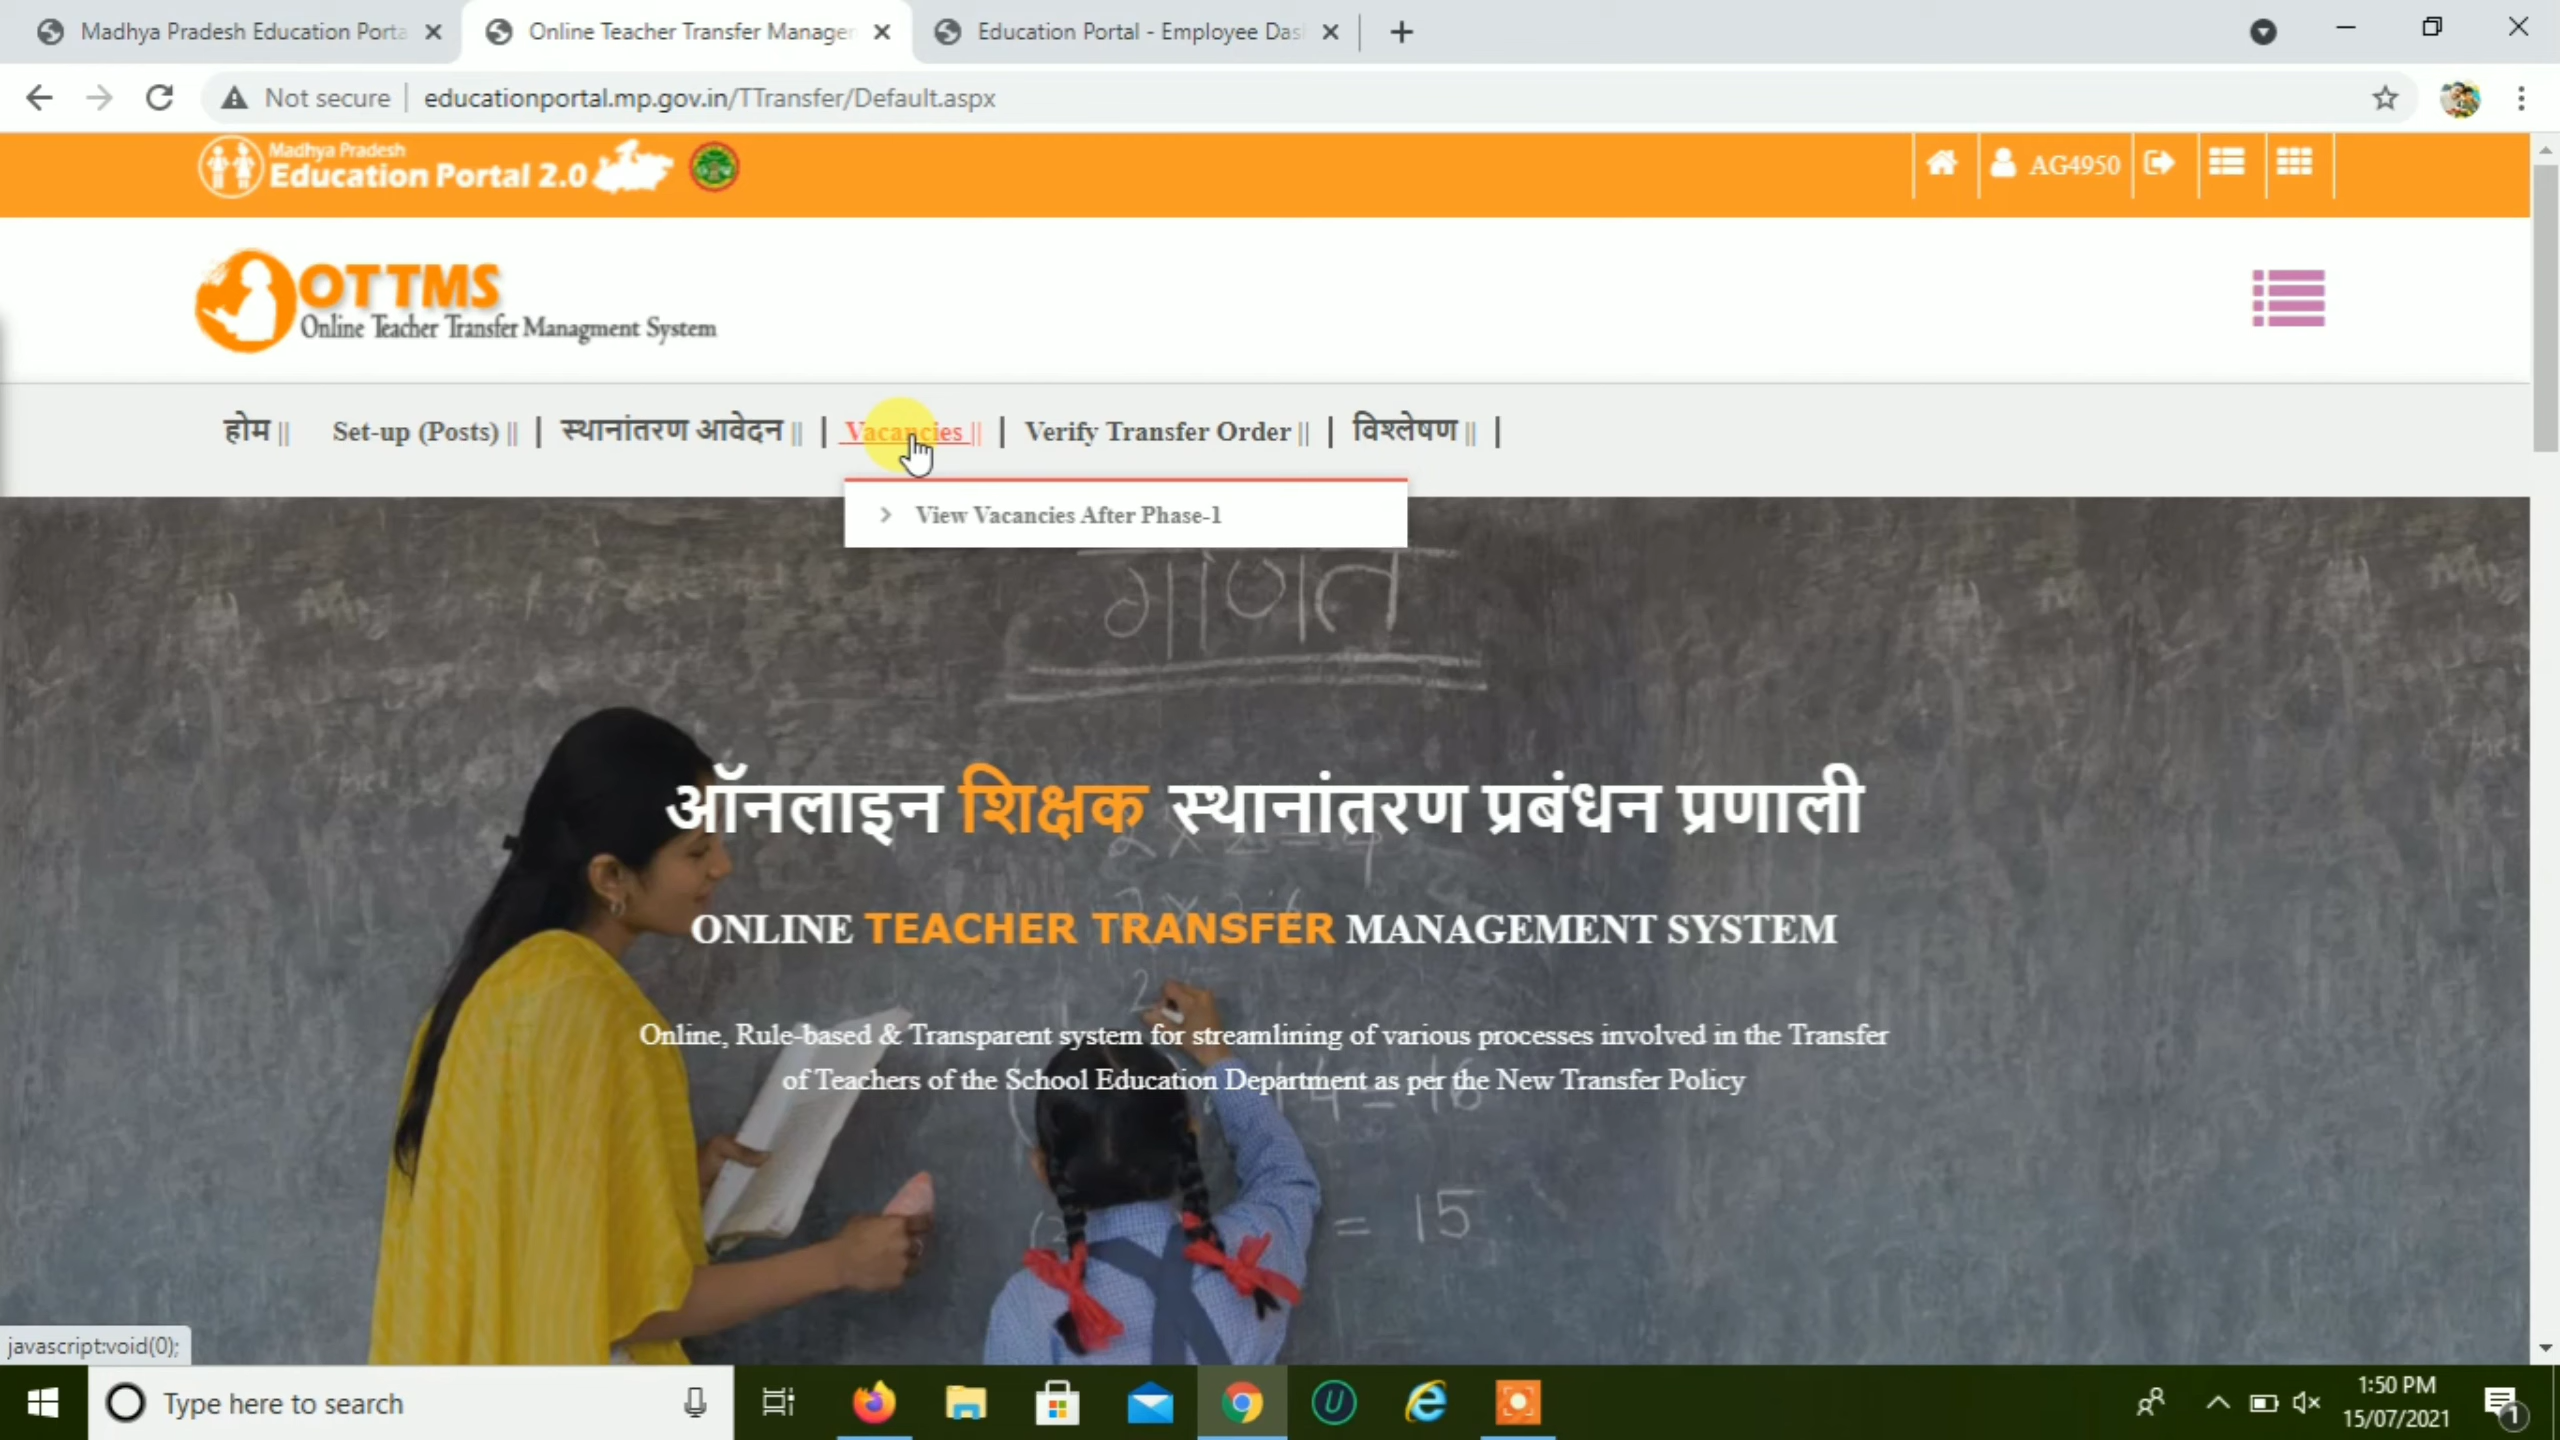 Madhya Pradesh Education Porta
Online Teacher Transfer Manager
Education Portal - Employee Das
Not secure | educationportal.mp.gov.in/TTransfer/Default.aspx
Madhya Pradesh
Education Portal 2.0
AG4950
OTTMS
Online Teacher Transfer Managment System
होम || Set-up (Posts) || | स्थानांतरण आवेदन || | Vacancies || | Verify Transfer Order || | विश्लेषण || |
View Vacancies After Phase-1
गणित
ऑनलाइन शिक्षक स्थानांतरण प्रबंधन प्रणाली
ONLINE TEACHER TRANSFER MANAGEMENT SYSTEM
Online, Rule-based & Transparent system for streamlining of various processes involved in the Transfer
of Teachers of the School Education Department as per the New Transfer Policy
= 15
javascript:void(0);
Type here to search
1:50 PM
15/07/2021
1